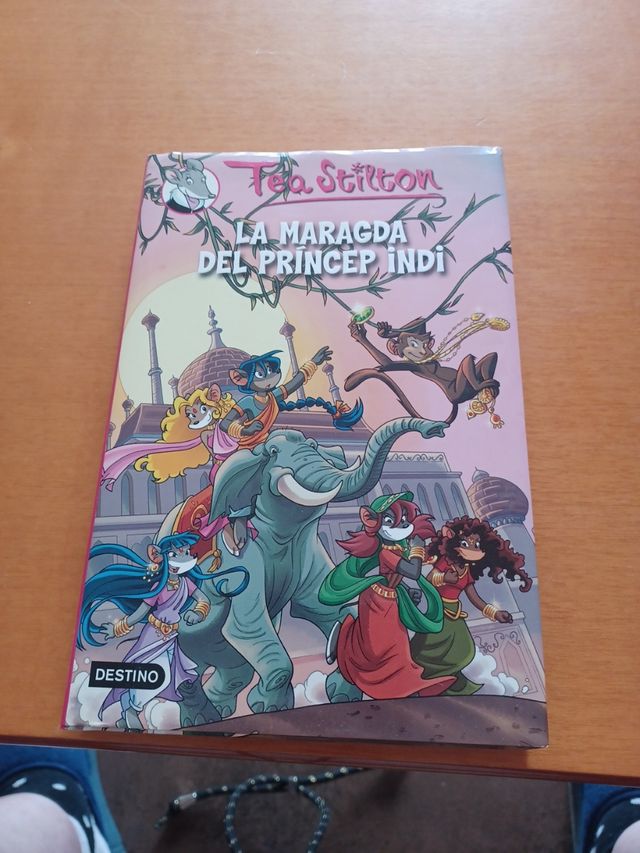 Tea Stilton
LA MARAGDA
DEL PRÍNCEP INDI
DESTINO